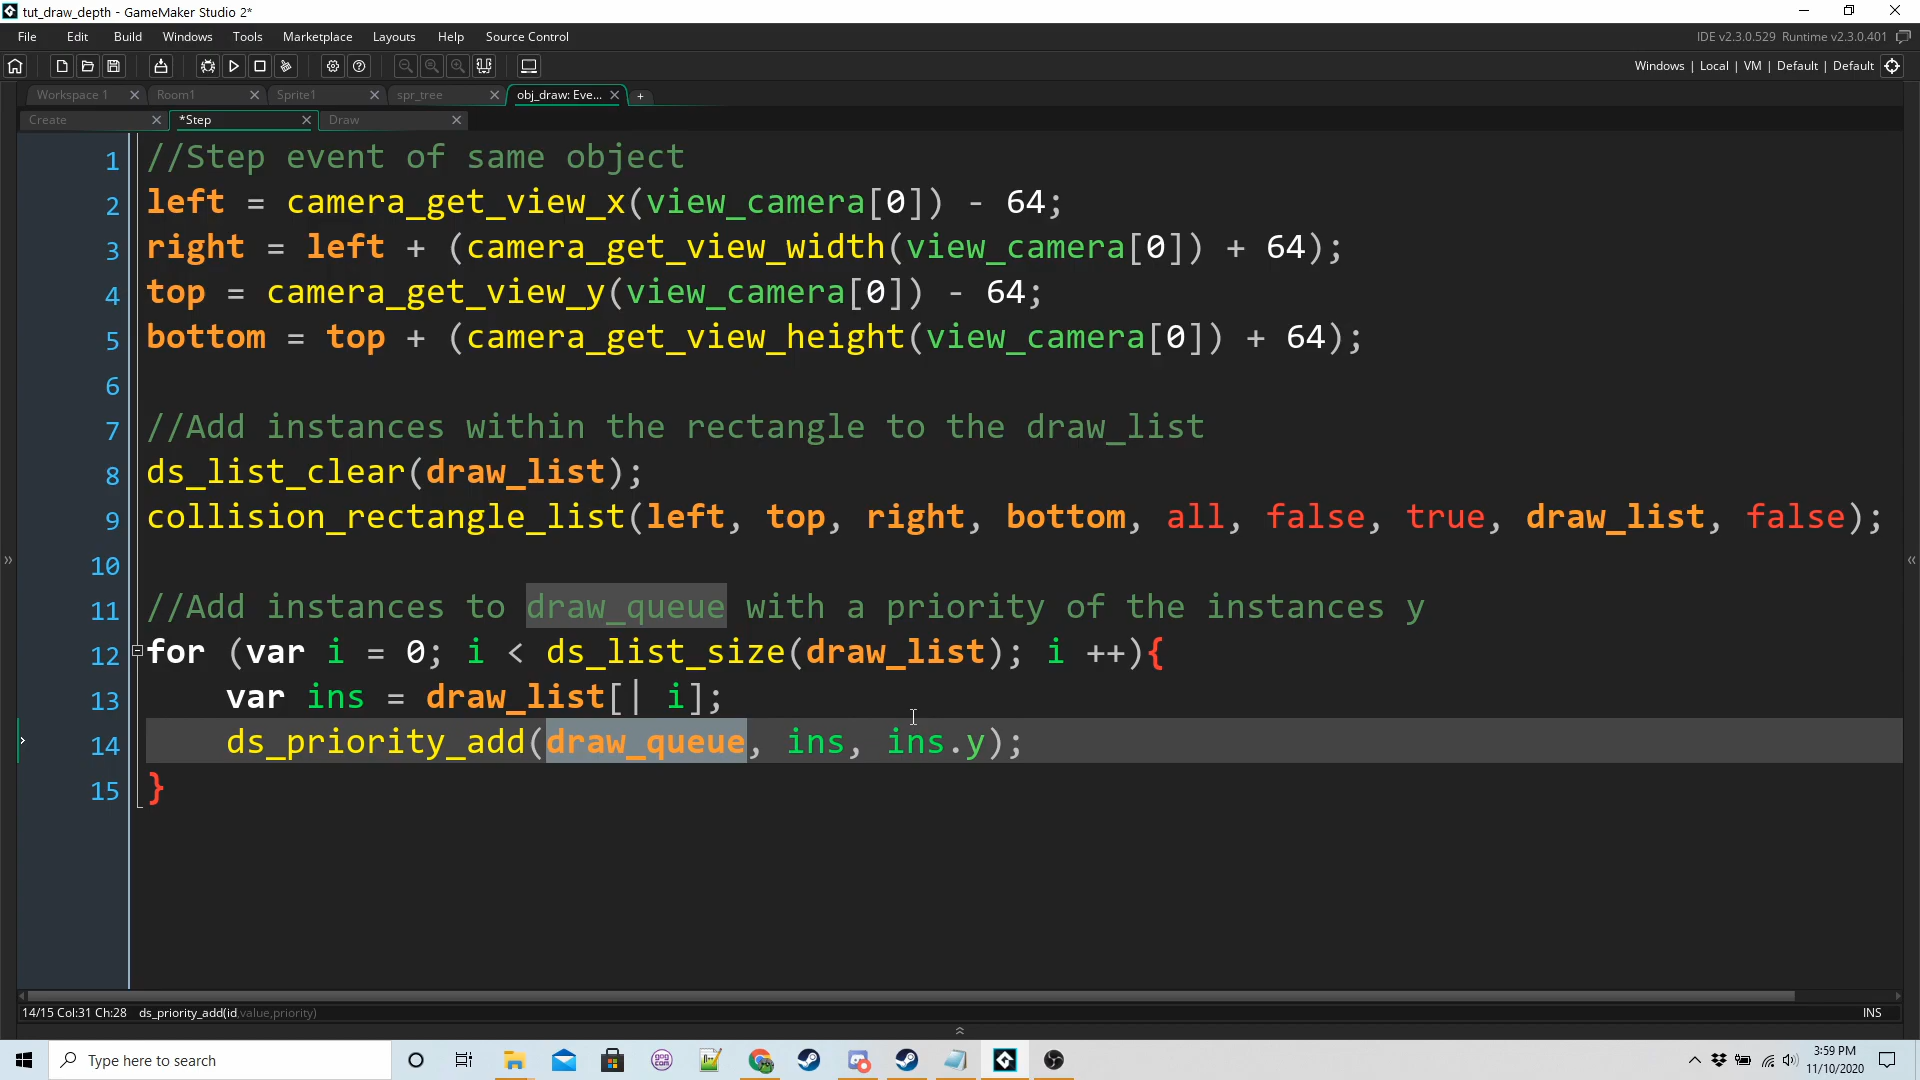 tut_draw_depth - GameMaker Studio 2*
File Edit Build Windows Tools Marketplace Layouts Help Source Control IDE v2.3.0.529 Runtime v2.3.0.401
Windows | Local | VM | Default | Default
Workspace 1 Room1 Sprite1 spr_tree obj_draw: Eve... +
Create *Step Draw
1 //Step event of same object
2 left = camera_get_view_x(view_camera[0]) - 64;
3 right = left + (camera_get_view_width(view_camera[0]) + 64);
4 top = camera_get_view_y(view_camera[0]) - 64;
5 bottom = top + (camera_get_view_height(view_camera[0]) + 64);
6
7 //Add instances within the rectangle to the draw_list
8 ds_list_clear(draw_list);
9 collision_rectangle_list(left, top, right, bottom, all, false, true, draw_list, false);
10
11 //Add instances to draw_queue with a priority of the instances y
12 for (var i = 0; i < ds_list_size(draw_list); i ++){
13 var ins = draw_list[| i];
14 ds_priority_add(draw_queue, ins, ins.y);
15 }
14/15 Col:31 Ch:28 ds_priority_add(id,value,priority) INS
Type here to search
3:59 PM
11/10/2020